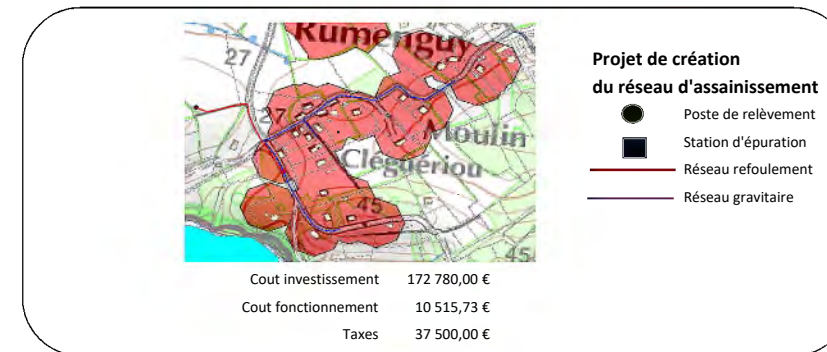 Rumenguy
27
27
Moulin
Cléguériou
45
45
Projet de création
du réseau d'assainissement
Poste de relèvement
Station d'épuration
Réseau refoulement
Réseau gravitaire
Cout investissement 172 780,00 €
Cout fonctionnement 10 515,73 €
Taxes 37 500,00 €